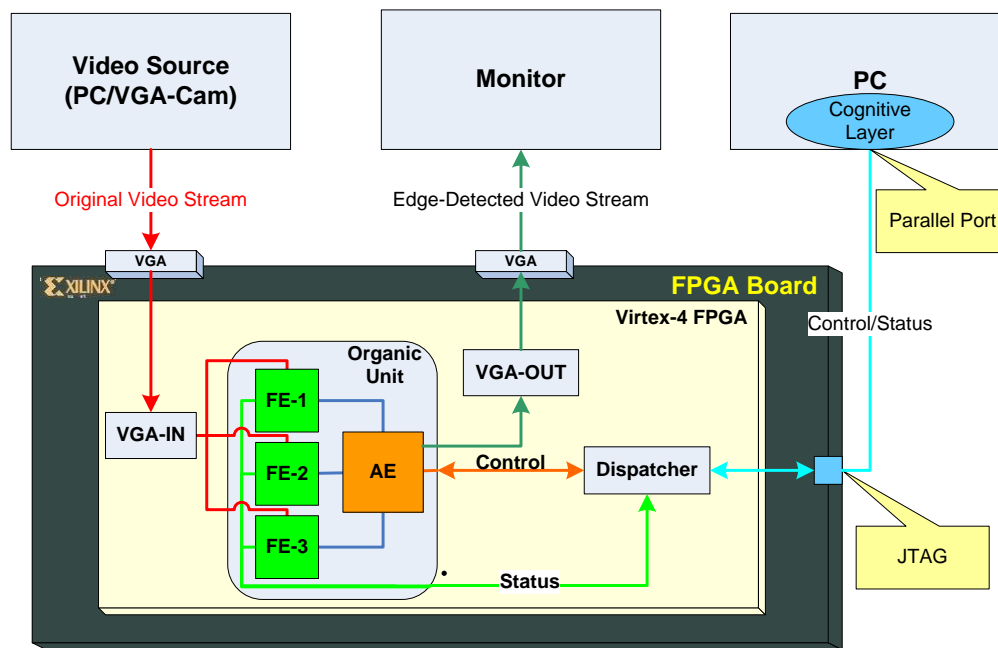 Video Source
(PC/VGA-Cam)
Monitor
PC
Cognitive
Layer
Original Video Stream
Edge-Detected Video Stream
Parallel Port
VGA
VGA
XILINX®
FPGA Board
Virtex-4 FPGA
Control/Status
Organic
Unit
VGA-OUT
FE-1
VGA-IN
FE-2
AE
Control
Dispatcher
FE-3
JTAG
Status